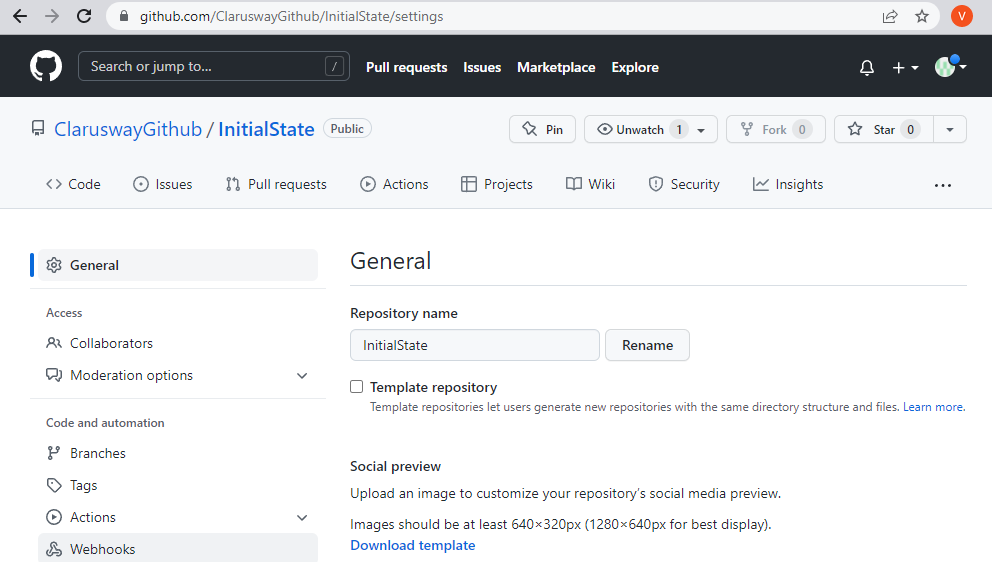 github.com/ClaruswayGithub/InitialState/settings
V
Search or jump to... /
Pull requests Issues Marketplace Explore
ClaruswayGithub / InitialState Public
Pin Unwatch 1 Fork 0 Star 0
Code Issues Pull requests Actions Projects Wiki Security Insights ...
General
Access
Collaborators
Moderation options
Code and automation
Branches
Tags
Actions
Webhooks
General
Repository name
InitialState Rename
Template repository
Template repositories let users generate new repositories with the same directory structure and files. Learn more.
Social preview
Upload an image to customize your repository's social media preview.
Images should be at least 640×320px (1280×640px for best display).
Download template